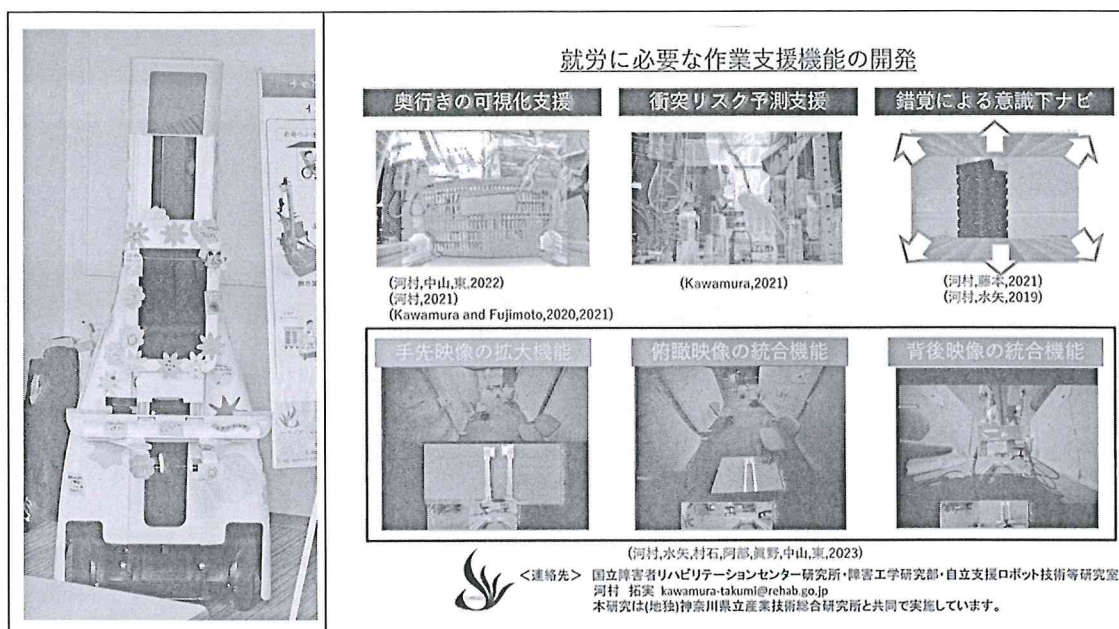 就労に必要な作業支援機能の開発
奥行きの可視化支援
衝突リスク予測支援
錯覚による意識下ナビ
(河村,中山,東,2022)
(河村,2021)
(Kawamura and Fujimoto,2020,2021)
(Kawamura,2021)
(河村,藤本,2021)
(河村,水矢,2019)
手先映像の拡大機能
俯瞰映像の統合機能
背後映像の統合機能
(河村,水矢,村石,阿部,眞野,中山,東,2023)
<連絡先> 国立障害者リハビリテーションセンター研究所・障害工学研究部・自立支援ロボット技術等研究室
河村 拓実 kawamura-takumi@rehab.go.jp
本研究は(地独)神奈川県立産業技術総合研究所と共同で実施しています。